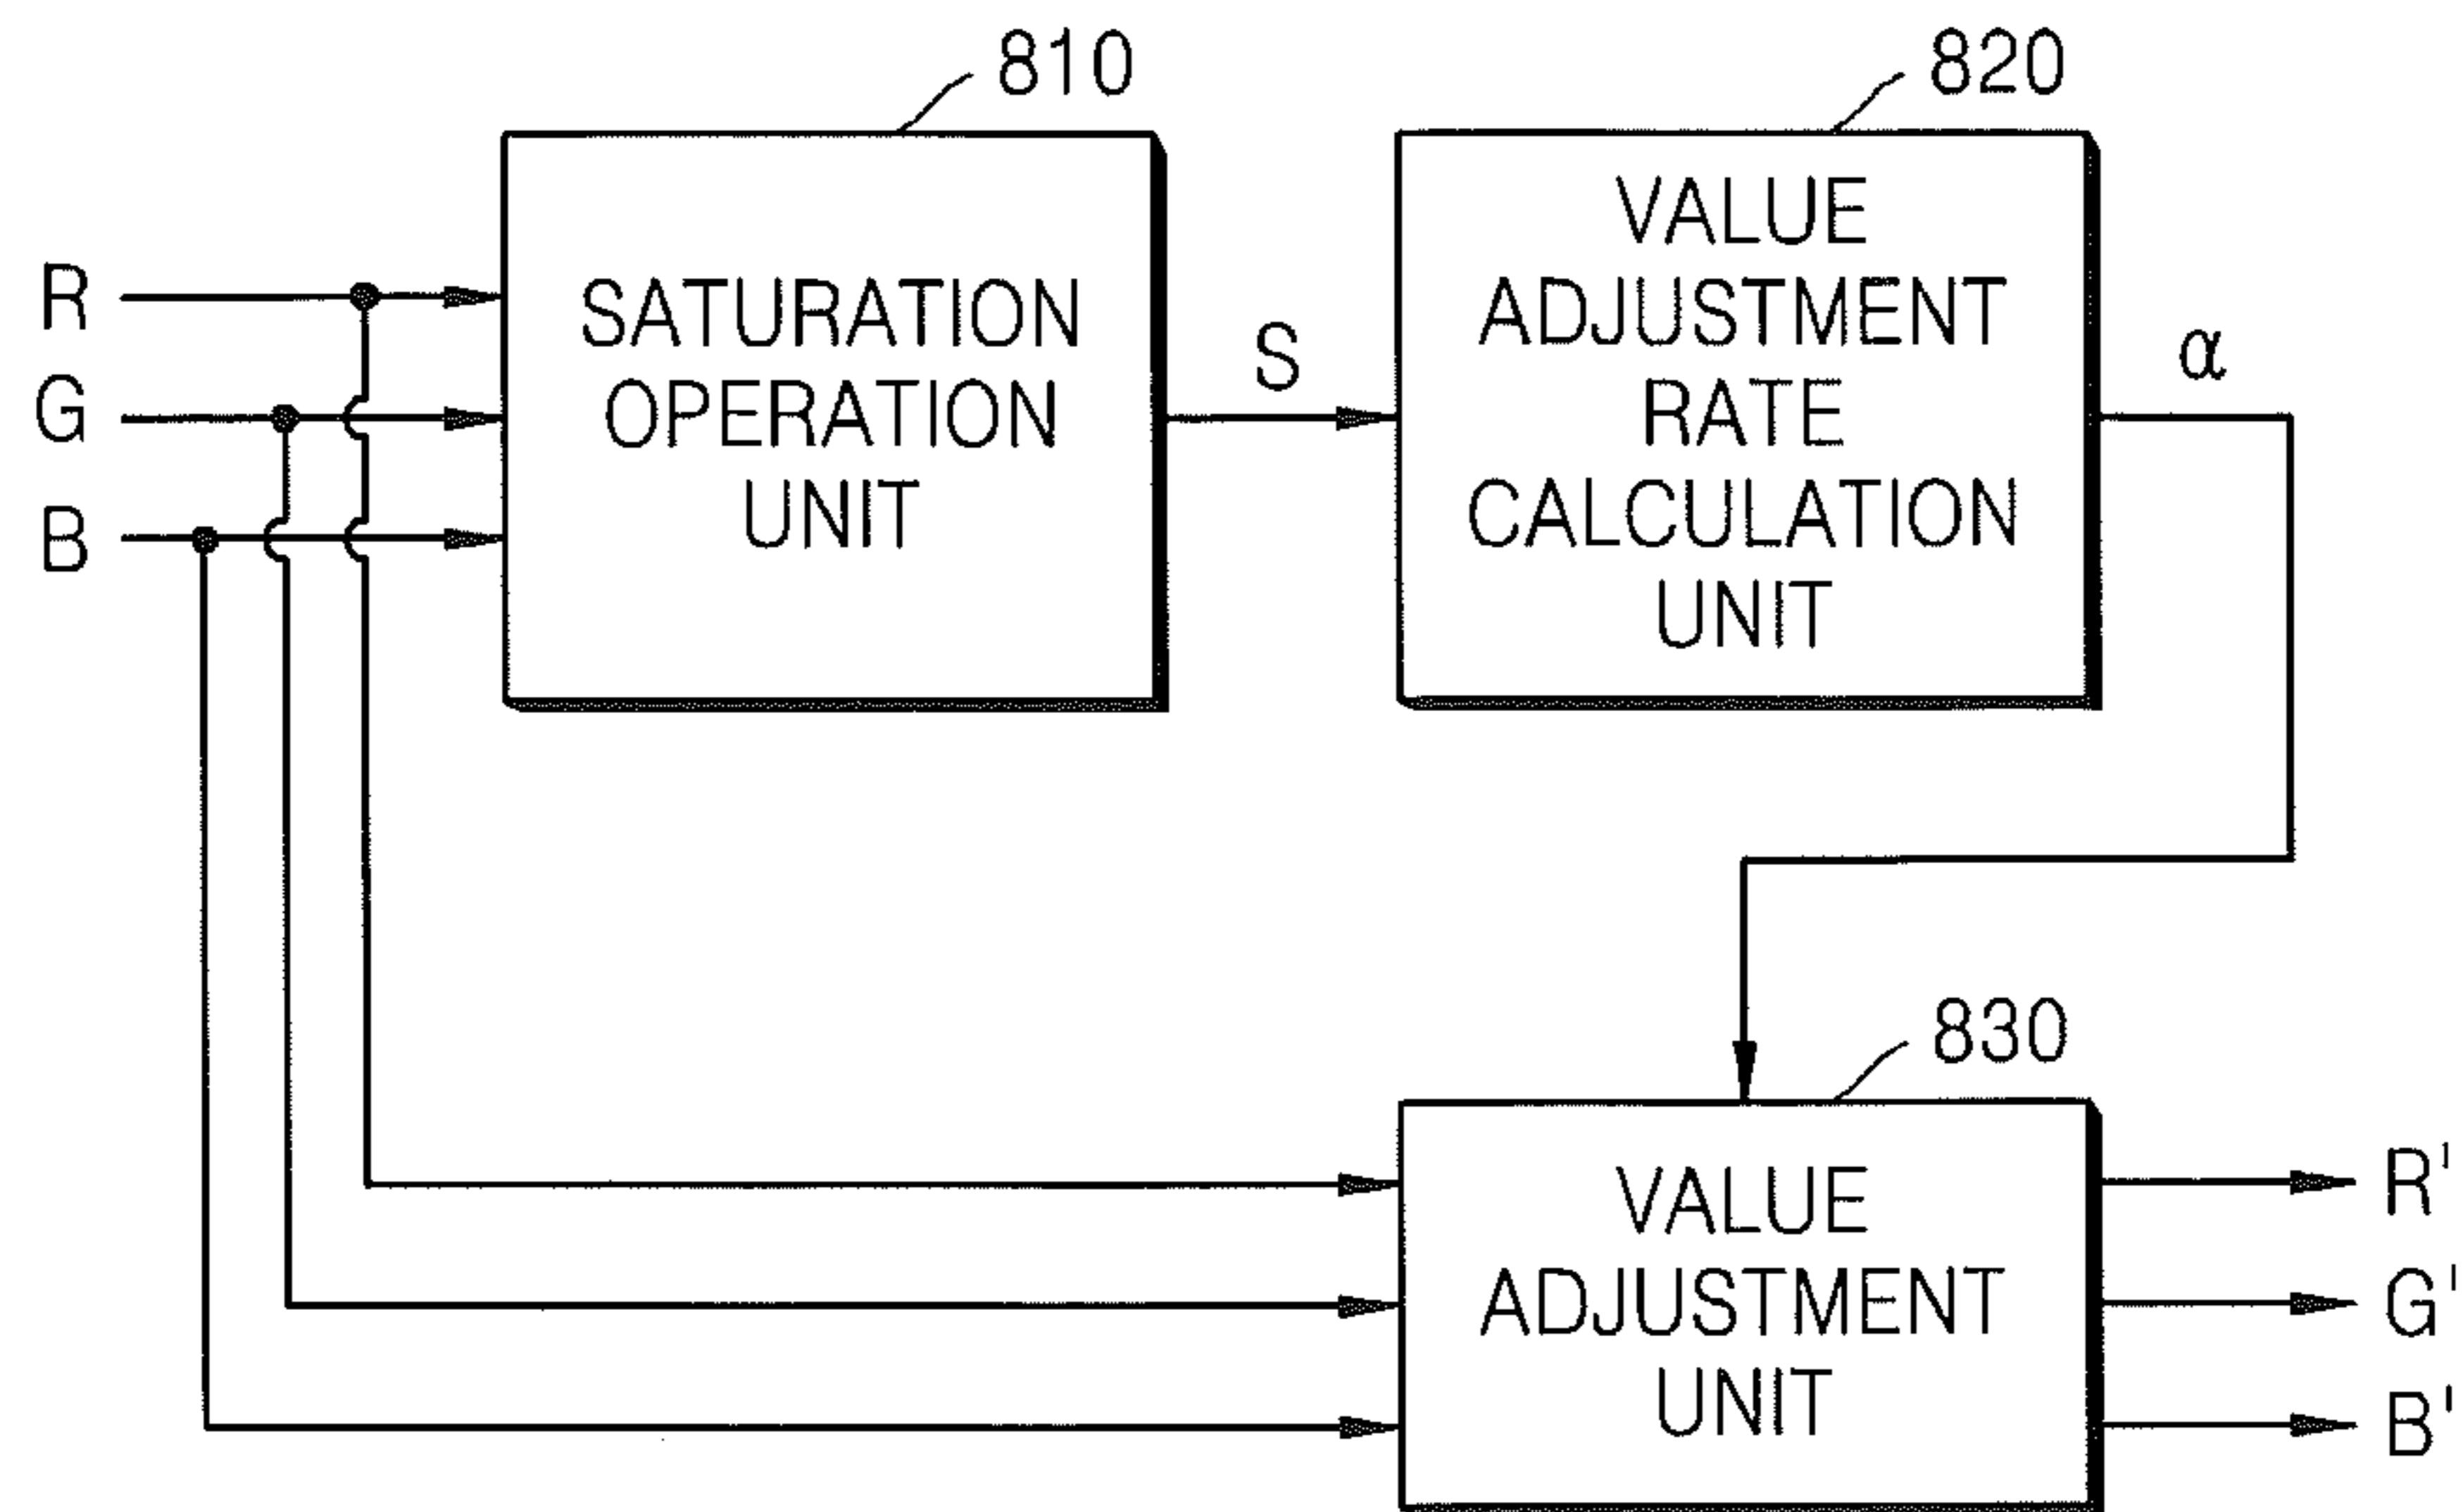 810
820
R
G
B
SATURATION
OPERATION
UNIT
S
VALUE
ADJUSTMENT
RATE
CALCULATION
UNIT
α
830
VALUE
ADJUSTMENT
UNIT
R'
G'
B'